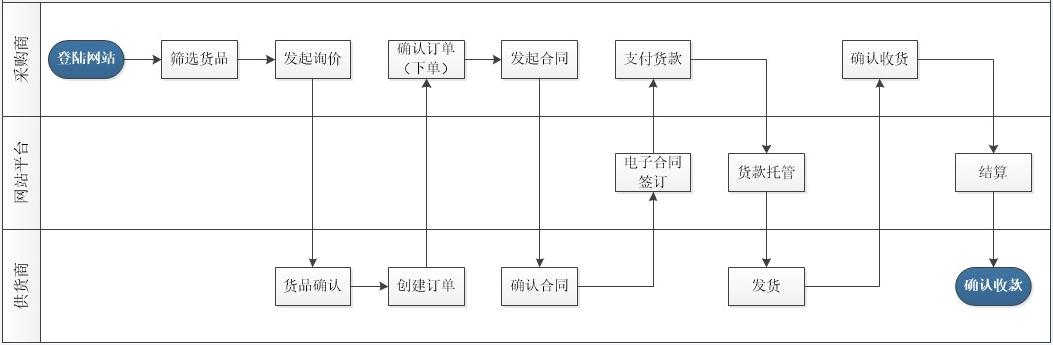 采购商
登陆网站
筛选货品
发起询价
确认订单
（下单）
发起合同
支付货款
确认收货
网站平台
电子合同
签订
货款托管
结算
供货商
货品确认
创建订单
确认合同
发货
确认收款